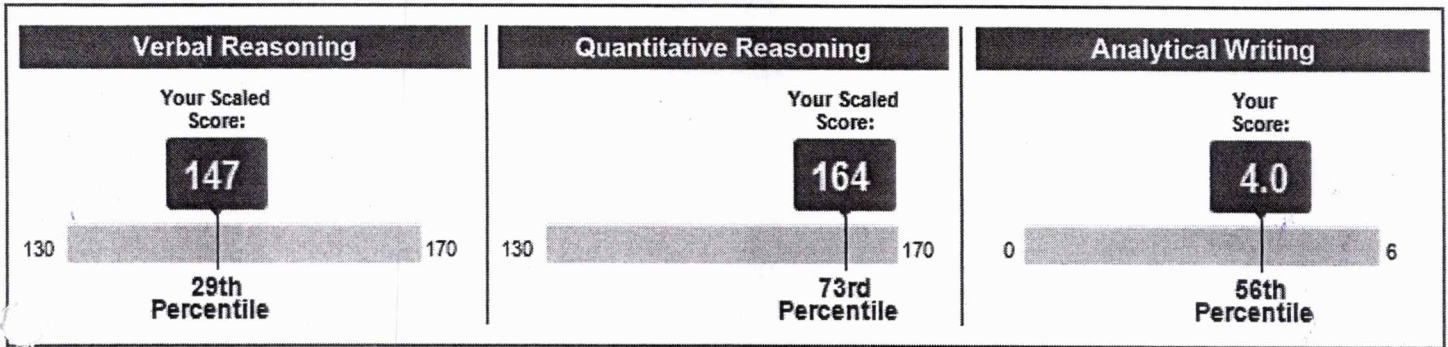 Verbal Reasoning
Your Scaled
Score:
147
130
170
29th
Percentile
Quantitative Reasoning
Your Scaled
Score:
164
130
170
73rd
Percentile
Analytical Writing
Your
Score:
4.0
0
6
56th
Percentile